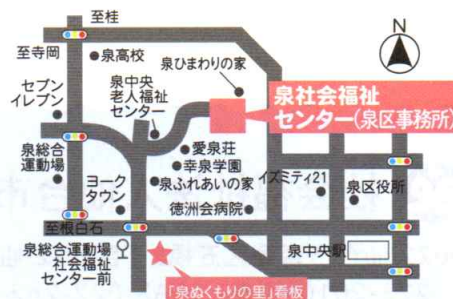 至桂
N
至寺岡
泉高校
泉ひまわりの家
セブン
イレブン
泉中央
老人福祉
センター
泉社会福祉
センター(泉区事務所)
泉総合
運動場
愛泉荘
幸泉学園
泉ふれあいの家
ヨーク
タウン
イズミティ21
泉区役所
徳洲会病院
至根白石
泉総合運動場
社会福祉
センター前
泉中央駅
「泉ぬくもりの里」看板